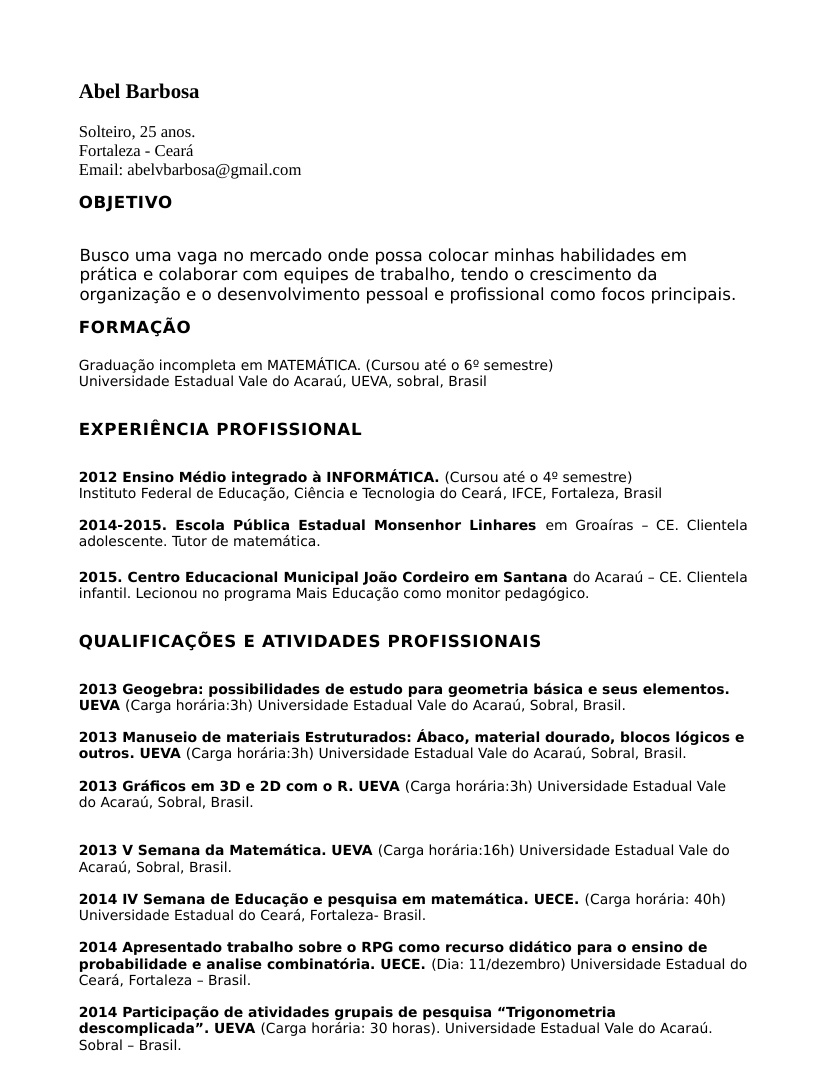 Abel Barbosa
Solteiro, 25 anos.
Fortaleza - Ceará
Email: abelvbarbosa@gmail.com
OBJETIVO
Busco uma vaga no mercado onde possa colocar minhas habilidades em
prática e colaborar com equipes de trabalho, tendo o crescimento da
organização e o desenvolvimento pessoal e profissional como focos principais.
FORMAÇÃO
Graduação incompleta em MATEMÁTICA. (Cursou até o 6º semestre)
Universidade Estadual Vale do Acaraú, UEVA, sobral, Brasil
EXPERIÊNCIA PROFISSIONAL
2012 Ensino Médio integrado à INFORMÁTICA. (Cursou até o 4º semestre)
Instituto Federal de Educação, Ciência e Tecnologia do Ceará, IFCE, Fortaleza, Brasil
2014-2015. Escola Pública Estadual Monsenhor Linhares em Groaíras – CE. Clientela
adolescente. Tutor de matemática.
2015. Centro Educacional Municipal João Cordeiro em Santana do Acaraú – CE. Clientela
infantil. Lecionou no programa Mais Educação como monitor pedagógico.
QUALIFICAÇÕES E ATIVIDADES PROFISSIONAIS
2013 Geogebra: possibilidades de estudo para geometria básica e seus elementos.
UEVA (Carga horária:3h) Universidade Estadual Vale do Acaraú, Sobral, Brasil.
2013 Manuseio de materiais Estruturados: Ábaco, material dourado, blocos lógicos e
outros. UEVA (Carga horária:3h) Universidade Estadual Vale do Acaraú, Sobral, Brasil.
2013 Gráficos em 3D e 2D com o R. UEVA (Carga horária:3h) Universidade Estadual Vale
do Acaraú, Sobral, Brasil.
2013 V Semana da Matemática. UEVA (Carga horária:16h) Universidade Estadual Vale do
Acaraú, Sobral, Brasil.
2014 IV Semana de Educação e pesquisa em matemática. UECE. (Carga horária: 40h)
Universidade Estadual do Ceará, Fortaleza- Brasil.
2014 Apresentado trabalho sobre o RPG como recurso didático para o ensino de
probabilidade e analise combinatória. UECE. (Dia: 11/dezembro) Universidade Estadual do
Ceará, Fortaleza – Brasil.
2014 Participação de atividades grupais de pesquisa “Trigonometria
descomplicada”. UEVA (Carga horária: 30 horas). Universidade Estadual Vale do Acaraú.
Sobral – Brasil.